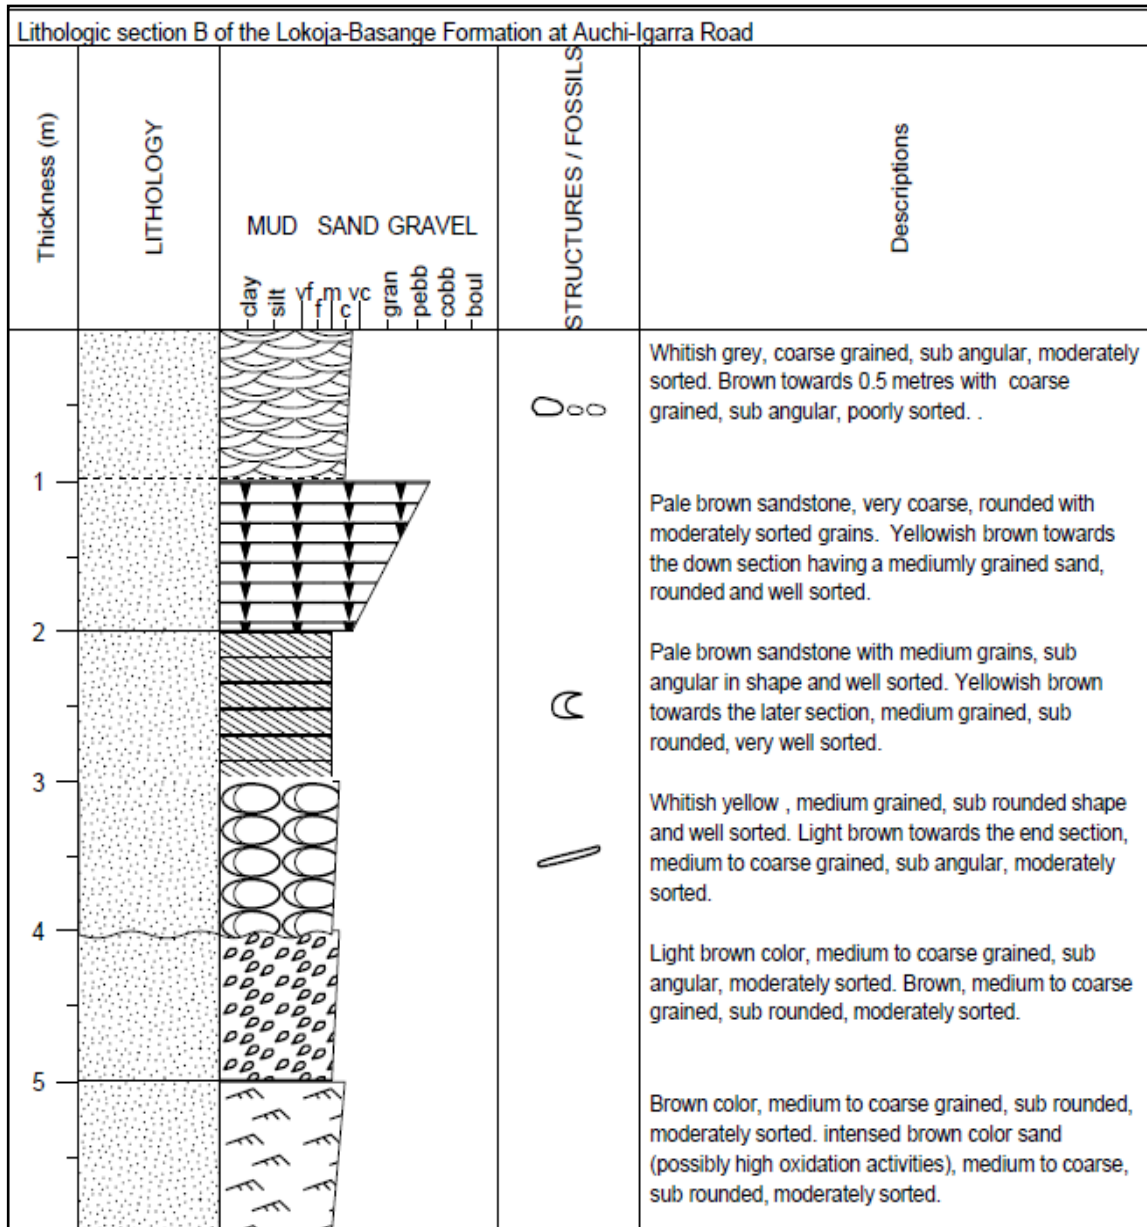 Lithologic section B of the Lokoja-Basange Formation at Auchi-Igarra Road
Thickness (m)
LITHOLOGY
MUD SAND GRAVEL
clay
silt
vf
f
m
c
vc
gran
pebb
cobb
boul
STRUCTURES / FOSSILS
Descriptions
Whitish grey, coarse grained, sub angular, moderately
sorted. Brown towards 0.5 metres with coarse
grained, sub angular, poorly sorted. .
1
Pale brown sandstone, very coarse, rounded with
moderately sorted grains. Yellowish brown towards
the down section having a mediumly grained sand,
rounded and well sorted.
2
Pale brown sandstone with medium grains, sub
angular in shape and well sorted. Yellowish brown
towards the later section, medium grained, sub
rounded, very well sorted.
3
Whitish yellow , medium grained, sub rounded shape
and well sorted. Light brown towards the end section,
medium to coarse grained, sub angular, moderately
sorted.
4
Light brown color, medium to coarse grained, sub
angular, moderately sorted. Brown, medium to coarse
grained, sub rounded, moderately sorted.
5
Brown color, medium to coarse grained, sub rounded,
moderately sorted. intensed brown color sand
(possibly high oxidation activities), medium to coarse,
sub rounded, moderately sorted.